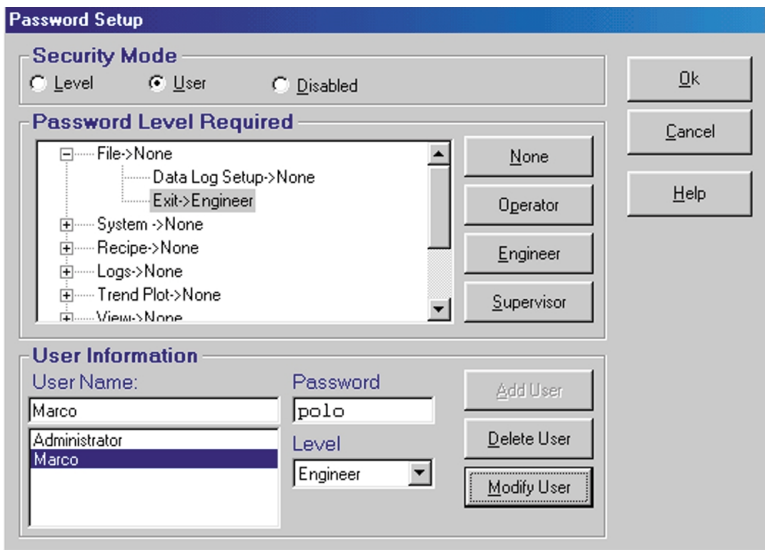 Password Setup
Security Mode
Level User Disabled
Ok
Cancel
Help
Password Level Required
File->None
Data Log Setup->None
Exit->Engineer
System ->None
Recipe->None
Logs->None
Trend Plot->None
View->None
None
Operator
Engineer
Supervisor
User Information
User Name:
Marco
Administrator
Marco
Password
polo
Level
Engineer
Add User
Delete User
Modify User